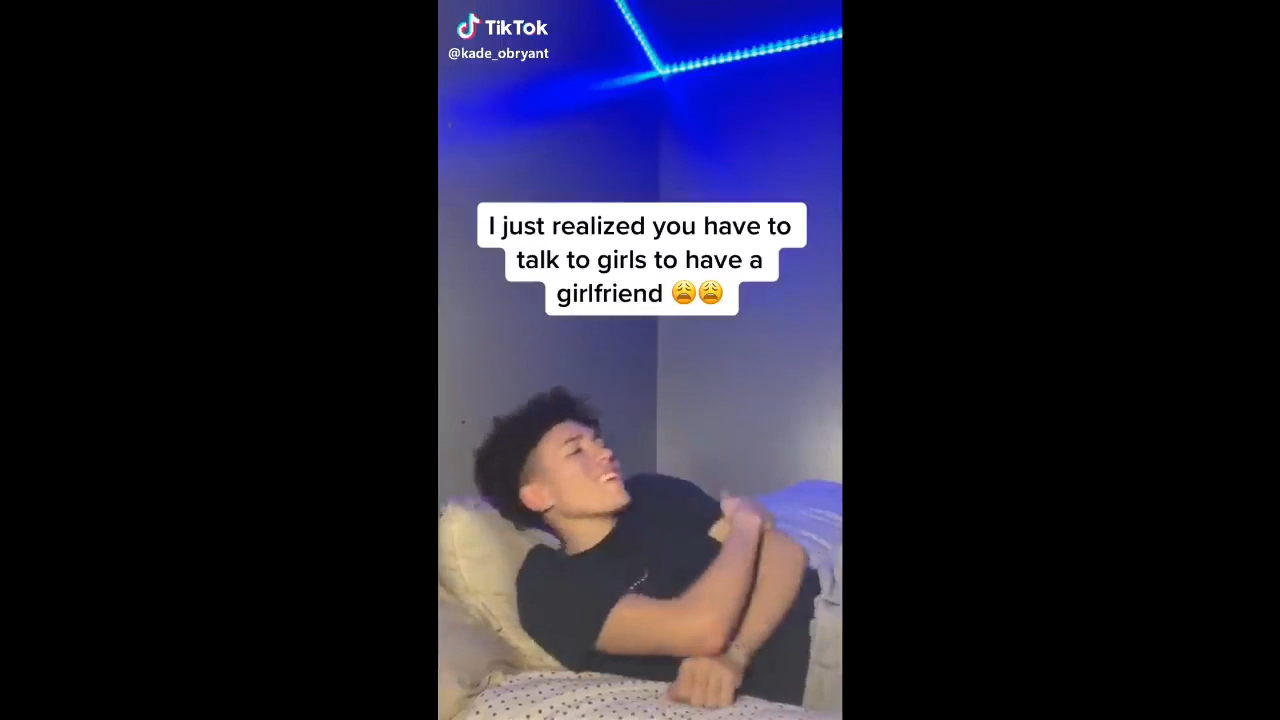 TikTok
@kade_obryant
I just realized you have to
talk to girls to have a
girlfriend 😩😩